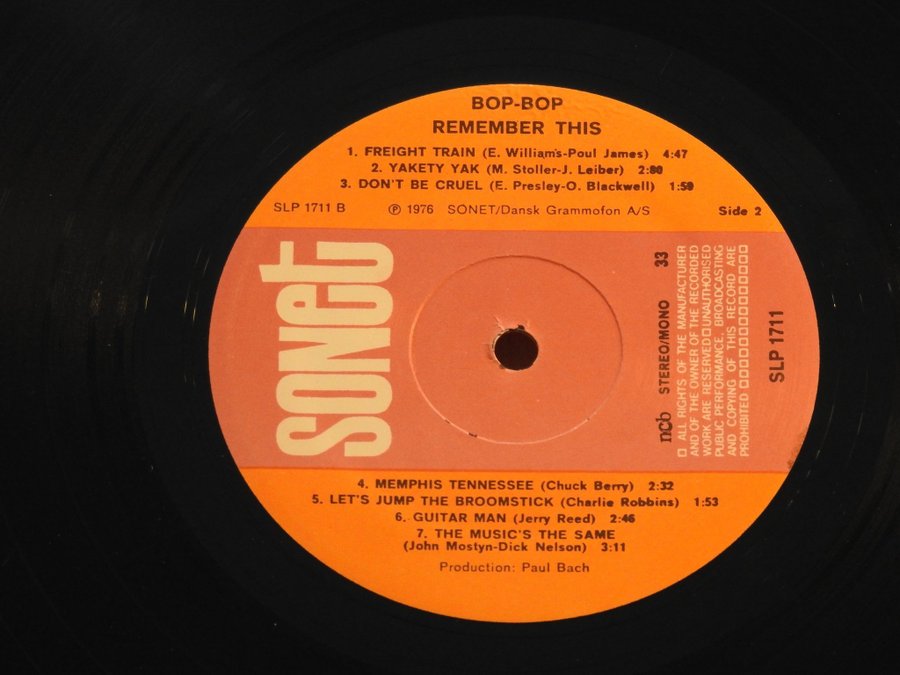 BOP-BOP
REMEMBER THIS
1. FREIGHT TRAIN (E. William's-Poul James) 4:47
2. YAKETY YAK (M. Stoller-J. Leiber) 2:80
3. DON'T BE CRUEL (E. Presley-O. Blackwell) 1:59
SLP 1711 B ℗ 1976 SONET/Dansk Grammofon A/S Side 2
sonet
ncb STEREO/MONO 33
ALL RIGHTS OF THE MANUFACTURER
AND OF THE OWNER OF THE RECORDED
WORK ARE RESERVED UNAUTHORISED
PUBLIC PERFORMANCE, BROADCASTING
AND COPYING OF THIS RECORD ARE
PROHIBITED
SLP 1711
4. MEMPHIS TENNESSEE (Chuck Berry) 2:32
5. LET'S JUMP THE BROOMSTICK (Charlie Robbins) 1:53
6. GUITAR MAN (Jerry Reed) 2:46
7. THE MUSIC'S THE SAME
(John Mostyn-Dick Nelson) 3:11
Production: Paul Bach